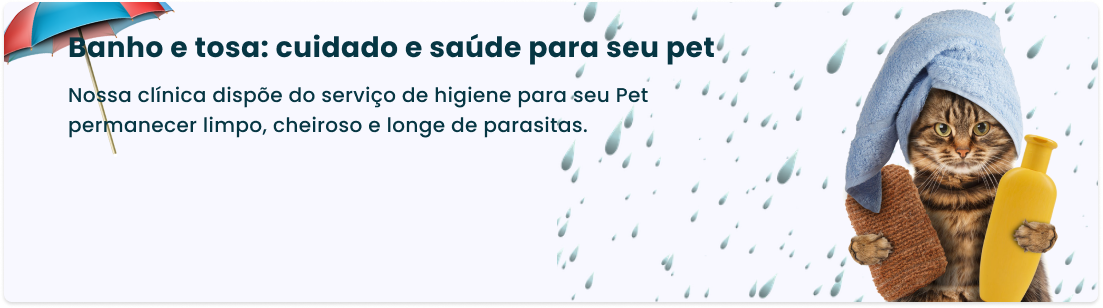 Banho e tosa: cuidado e saúde para seu pet
Nossa clínica dispõe do serviço de higiene para seu Pet
permanecer limpo, cheiroso e longe de parasitas.